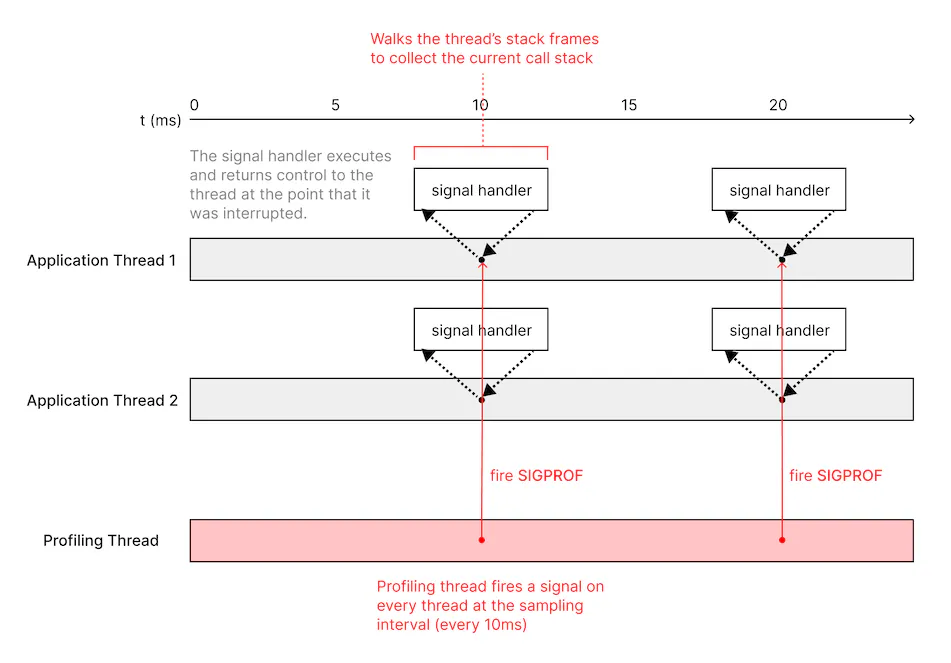 Walks the thread’s stack frames
to collect the current call stack
0 5 10 15 20
t (ms)
The signal handler executes
and returns control to the
thread at the point that it
was interrupted.
signal handler signal handler
Application Thread 1
signal handler signal handler
Application Thread 2
fire SIGPROF fire SIGPROF
Profiling Thread
Profiling thread fires a signal on
every thread at the sampling
interval (every 10ms)